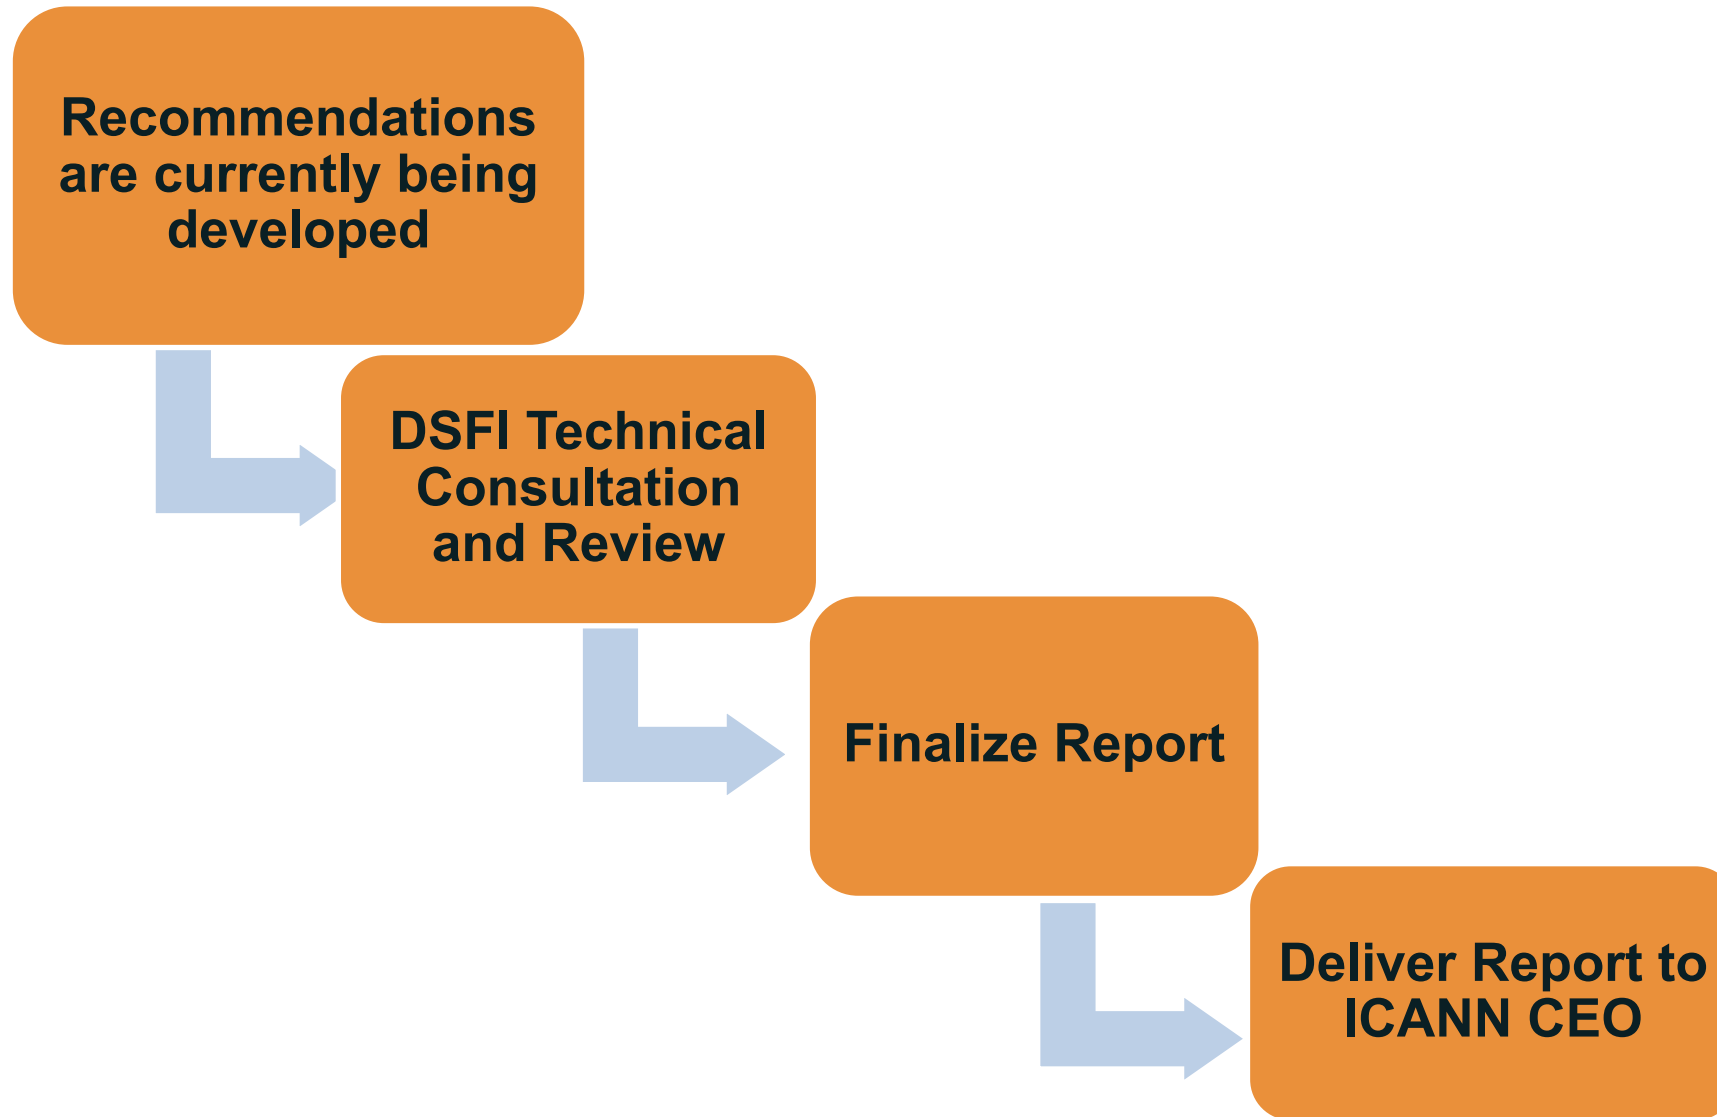 Recommendations
are currently being
developed
DSFI Technical
Consultation
and Review
Finalize Report
Deliver Report to
ICANN CEO